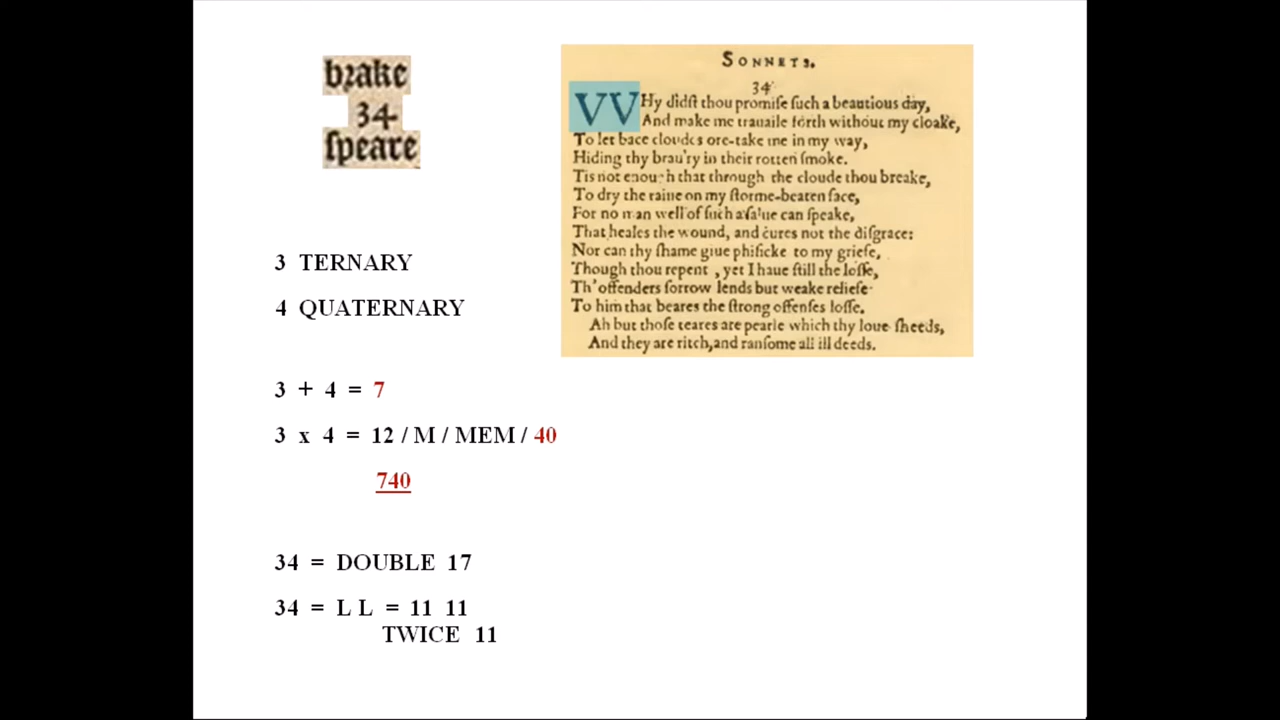 brake
34
ſpeare
SONNETS.
34
VVHy didſt thou promiſe ſuch a beautious day,
And make me trauaile forth without my cloake,
To let bace cloudes ore-take me in my way,
Hiding thy brau'ry in their rotten ſmoke.
Tis not enough that through the cloude thou breake,
To dry the raine on my ſtorme-beaten face,
For no man well of ſuch a ſalue can ſpeake,
That heales the wound, and cures not the diſgrace:
Nor can thy ſhame giue phiſicke to my griefe,
Though thou repent , yet I haue ſtill the loſſe,
Th'offenders ſorrow lends but weake reliefe
To him that beares the ſtrong offenſes loſſe.
Ah but thoſe teares are pearle which thy loue ſheeds,
And they are ritch,and ranſome all ill deeds.
3 TERNARY
4 QUATERNARY
3 + 4 = 7
3 x 4 = 12 / M / MEM / 40
740
34 = DOUBLE 17
34 = L L = 11 11
TWICE 11